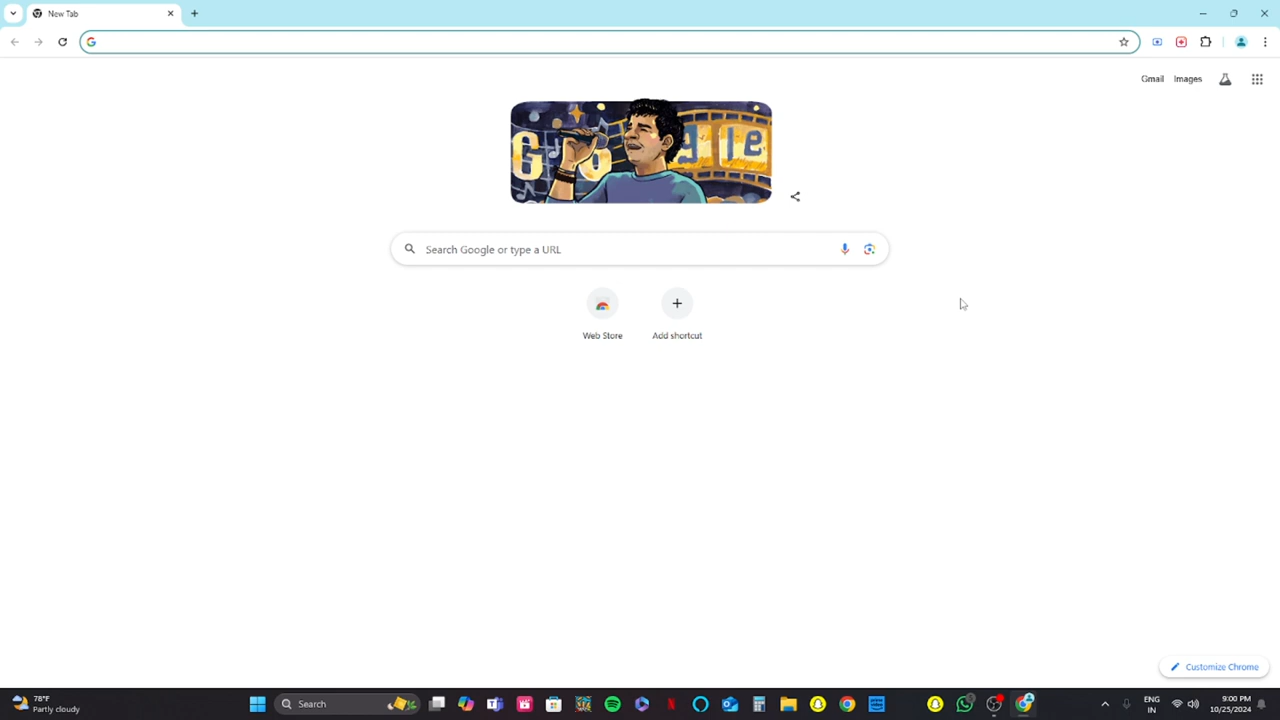 New Tab
Gmail Images
G o g l e
Search Google or type a URL
Web Store
Add shortcut
Customize Chrome
78°F
Partly cloudy
Search
ENG
IN
9:00 PM
10/25/2024